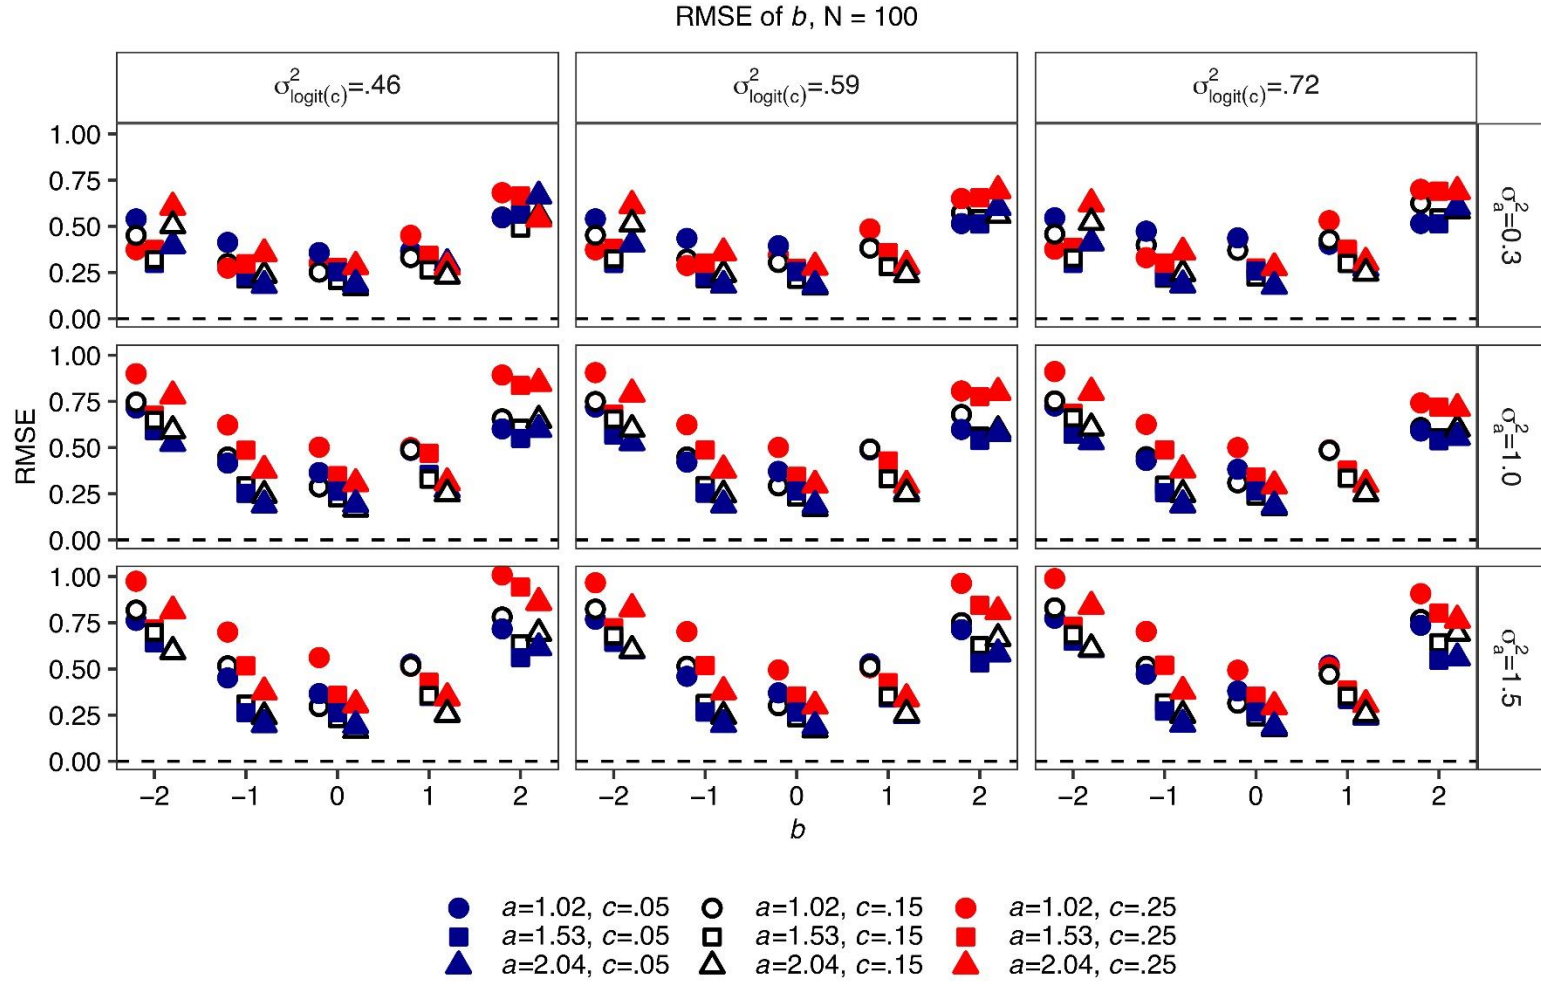 RMSE of b, N = 100
σ²logit(c)=.46
σ²logit(c)=.59
σ²logit(c)=.72
1.00
0.75
0.50
0.25
0.00
σ²a=0.3
1.00
0.75
0.50
0.25
0.00
σ²a=1.0
1.00
0.75
0.50
0.25
0.00
σ²a=1.5
RMSE
−2 −1 0 1 2
−2 −1 0 1 2
−2 −1 0 1 2
b
a=1.02, c=.05 a=1.02, c=.15 a=1.02, c=.25
a=1.53, c=.05 a=1.53, c=.15 a=1.53, c=.25
a=2.04, c=.05 a=2.04, c=.15 a=2.04, c=.25